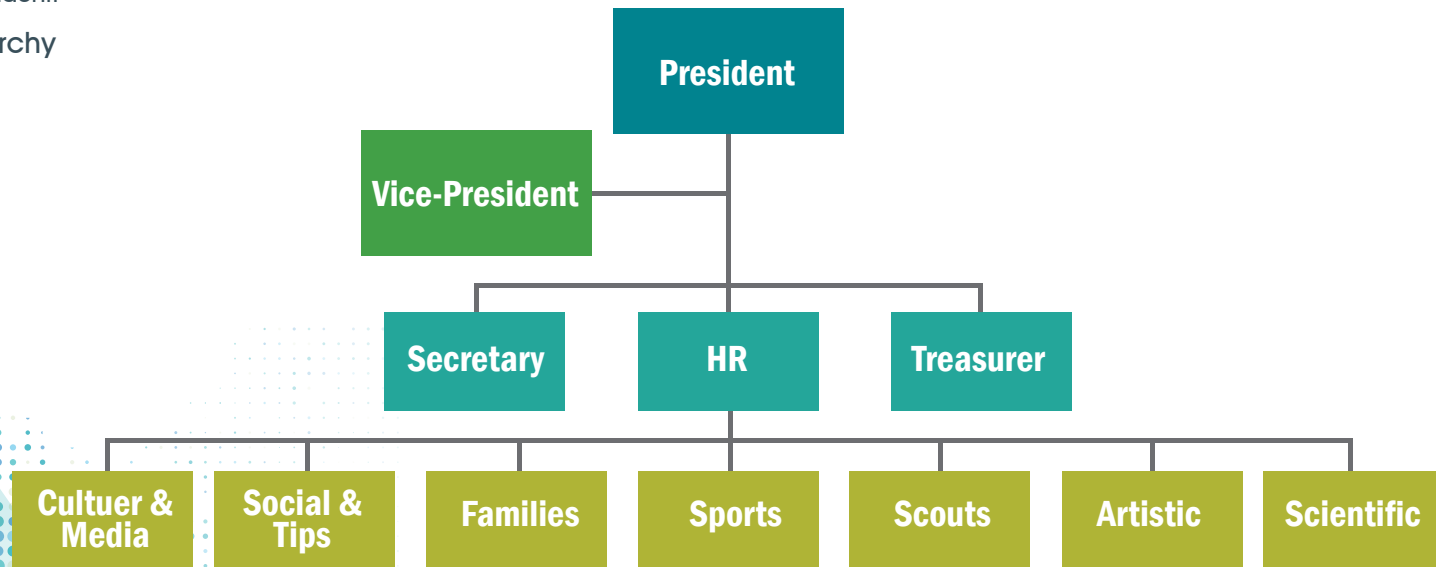 rchy
President
Vice-President
Secretary
HR
Treasurer
Cultuer &
Media
Social &
Tips
Families
Sports
Scouts
Artistic
Scientific